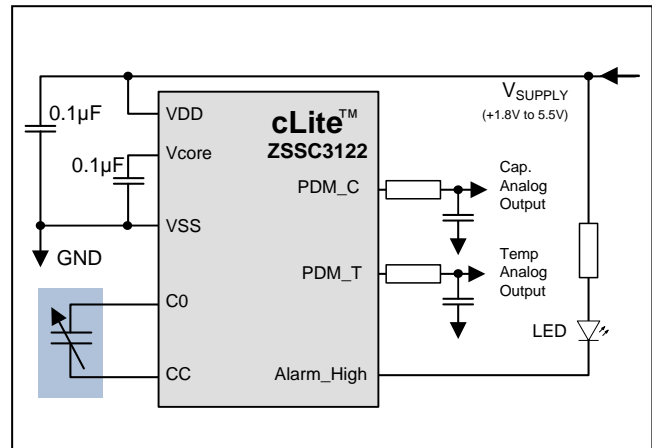 0.1µF
VDD
cLite™
ZSSC3122
VSUPPLY
(+1.8V to 5.5V)
0.1µF
Vcore
PDM_C
Cap.
Analog
Output
VSS
GND
PDM_T
Temp
Analog
Output
C0
LED
CC
Alarm_High